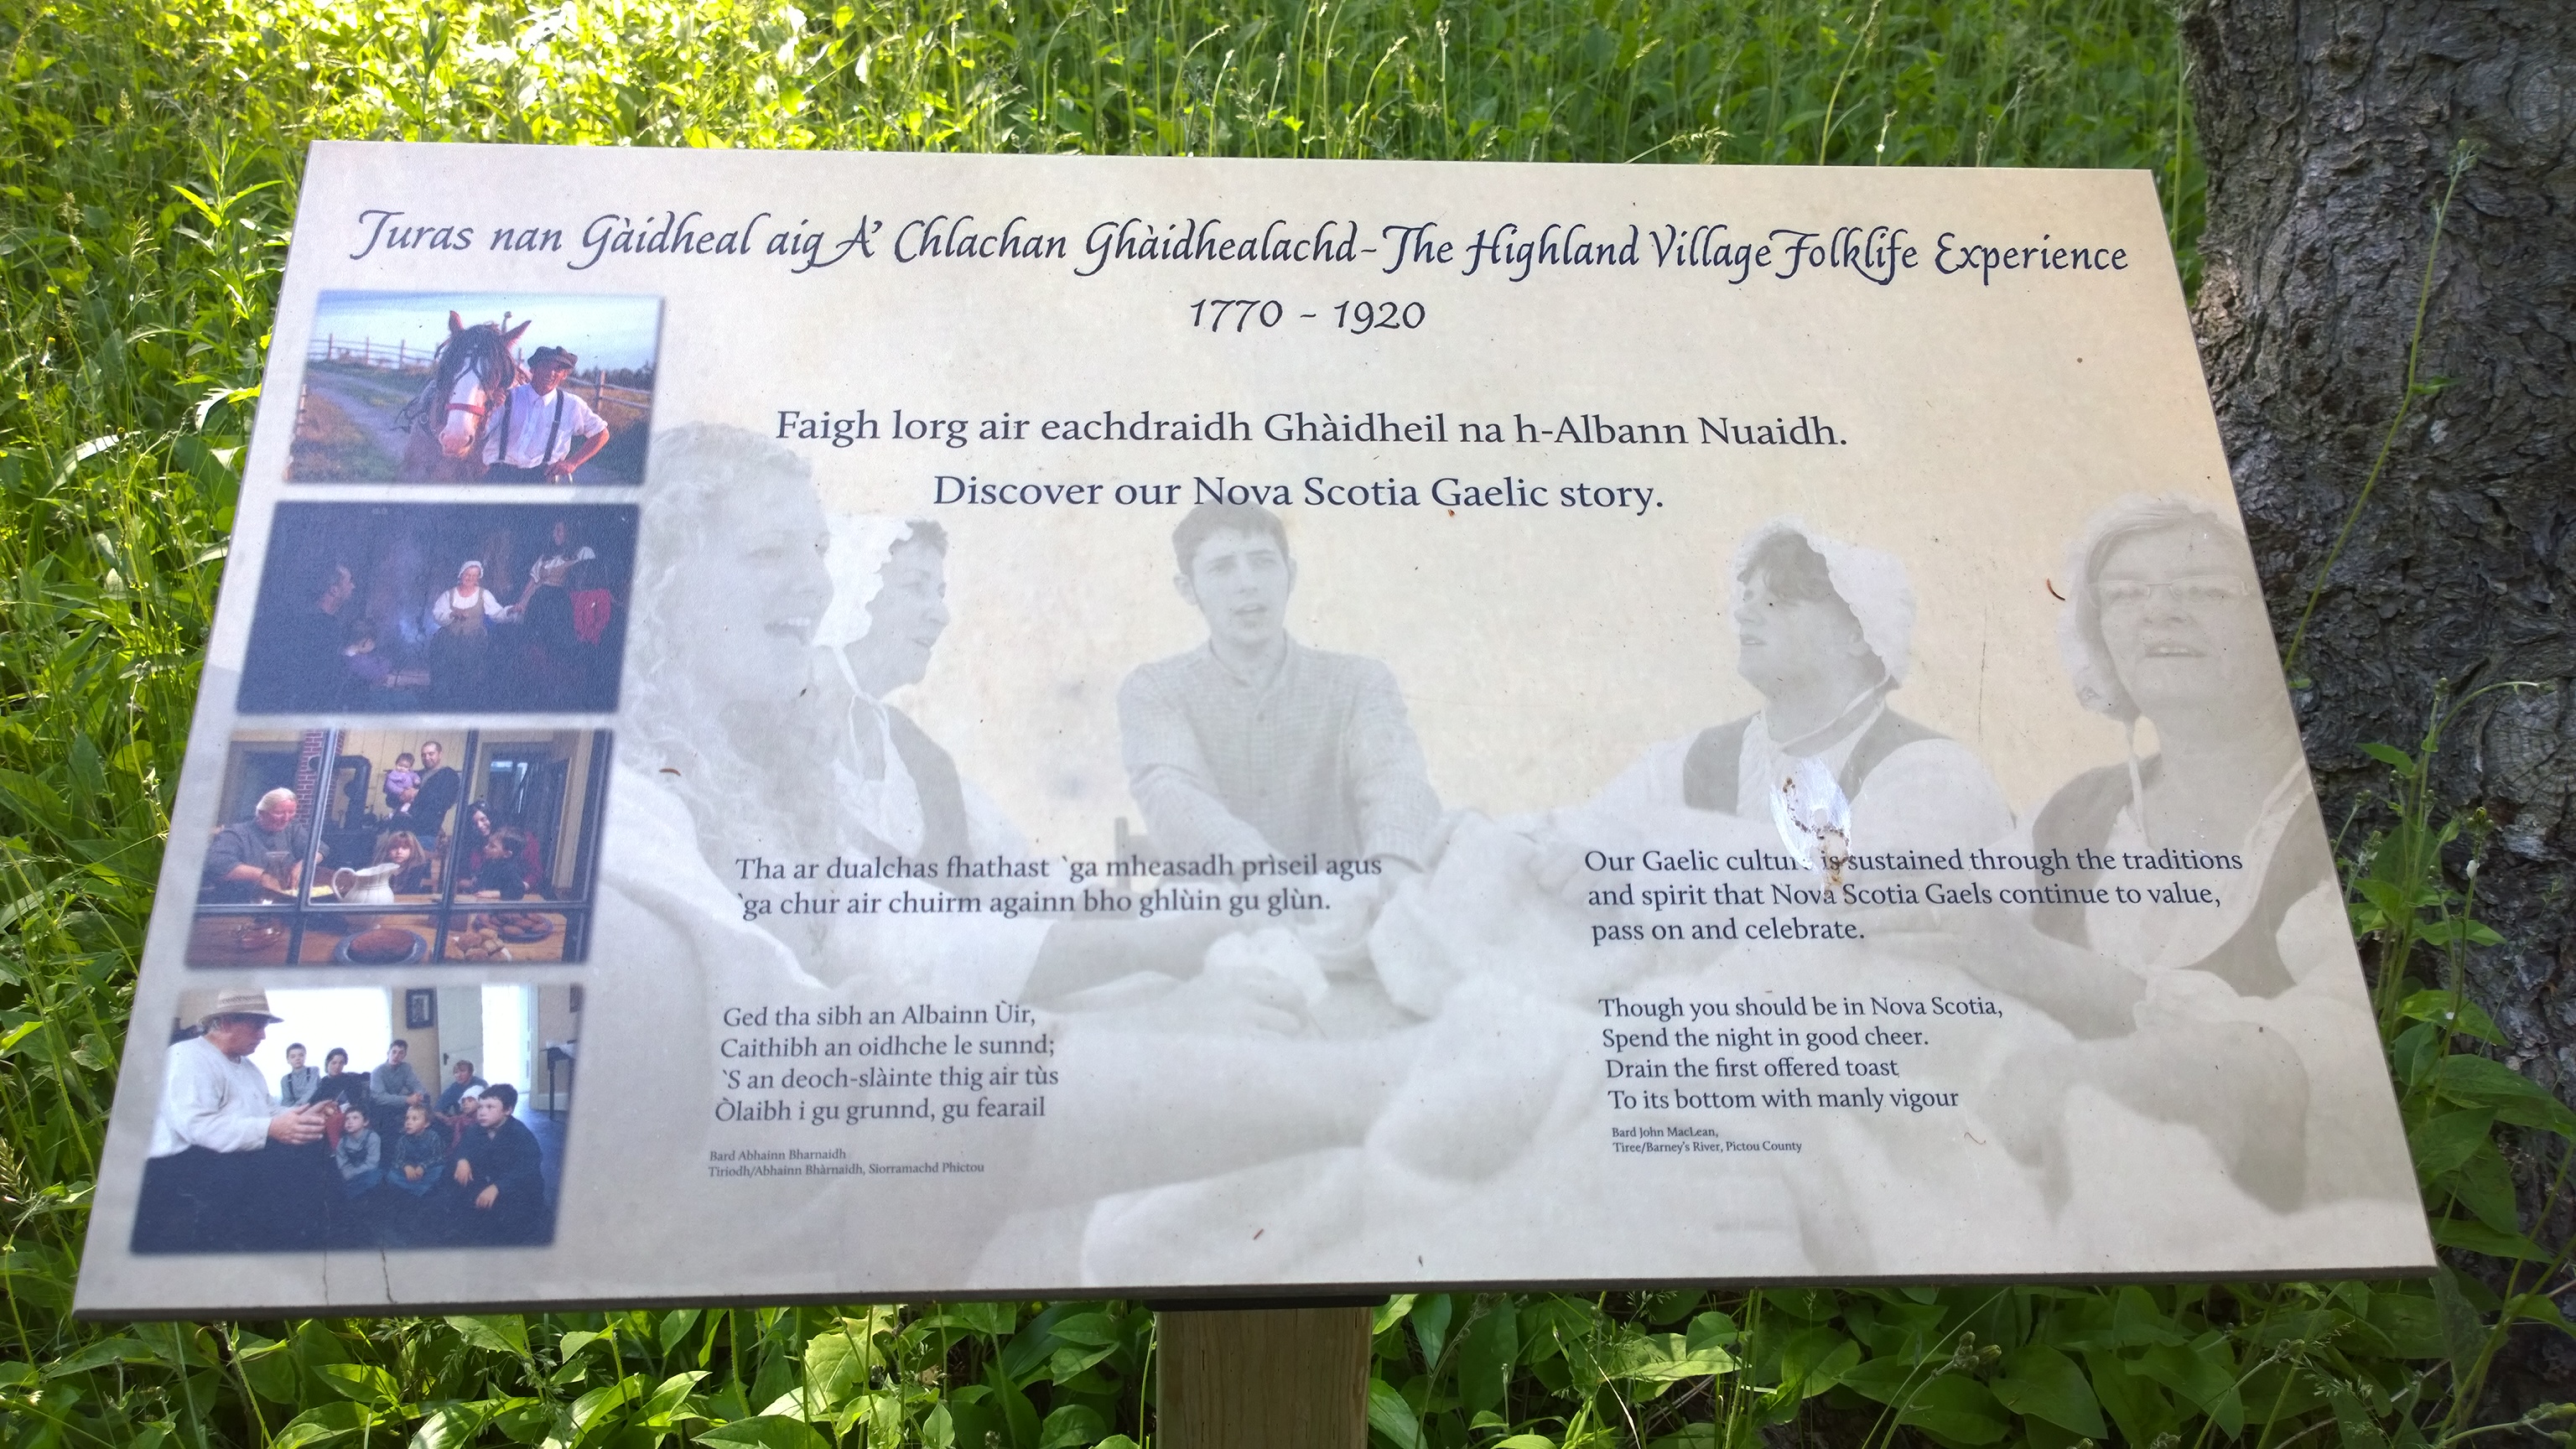 Turas nan Gàidheal aig A' Chlachan Ghàidhealachd-The Highland Village Folklife Experience
1770 - 1920
Faigh lorg air eachdraidh Ghàidheil na h-Albann Nuaidh.
Discover our Nova Scotia Gaelic story.
Tha ar dualchas fhathast `ga mheasadh prìseil agus
`ga chur air chuirm againn bho ghlùin gu glùn.
Ged tha sibh an Albainn Ùir,
Caithibh an oidhche le sunnd;
`S an deoch-slàinte thig air tùs
Òlaibh i gu grunnd, gu fearail
Bard Abhainn Bharnaidh
Tiriodh/Abhainn Bhàrnaidh, Siorramachd Phictou
Our Gaelic culture is sustained through the traditions
and spirit that Nova Scotia Gaels continue to value,
pass on and celebrate.
Though you should be in Nova Scotia,
Spend the night in good cheer.
Drain the first offered toast
To its bottom with manly vigour
Bard John MacLean,
Tiree/Barney's River, Pictou County